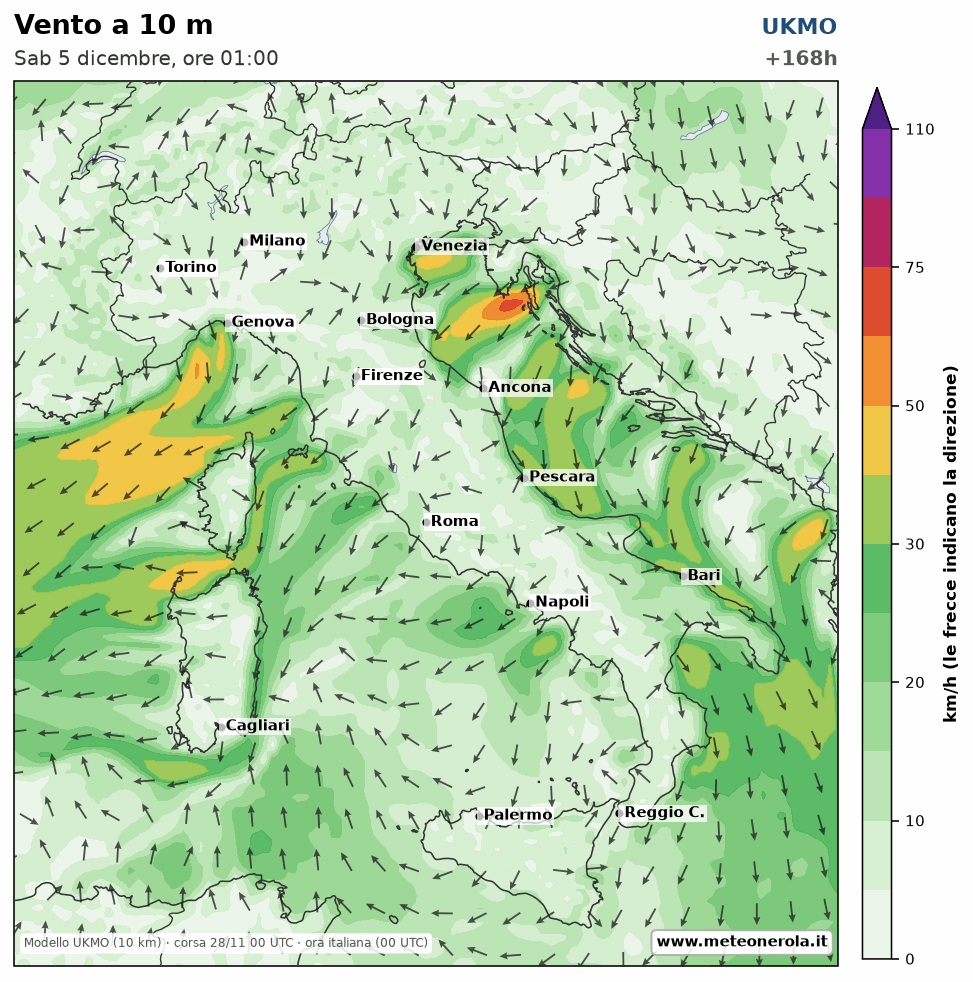 Vento a 10 m
UKMO
Sab 5 dicembre, ore 01:00
+168h
110
75
50
30
20
10
0
km/h (le frecce indicano la direzione)
Venezia
Milano
Torino
Genova
Bologna
Firenze
Ancona
Pescara
Roma
Bari
Napoli
Cagliari
Palermo
Reggio C.
Modello UKMO (10 km) · corsa 28/11 00 UTC · ora italiana (00 UTC)
www.meteonerola.it